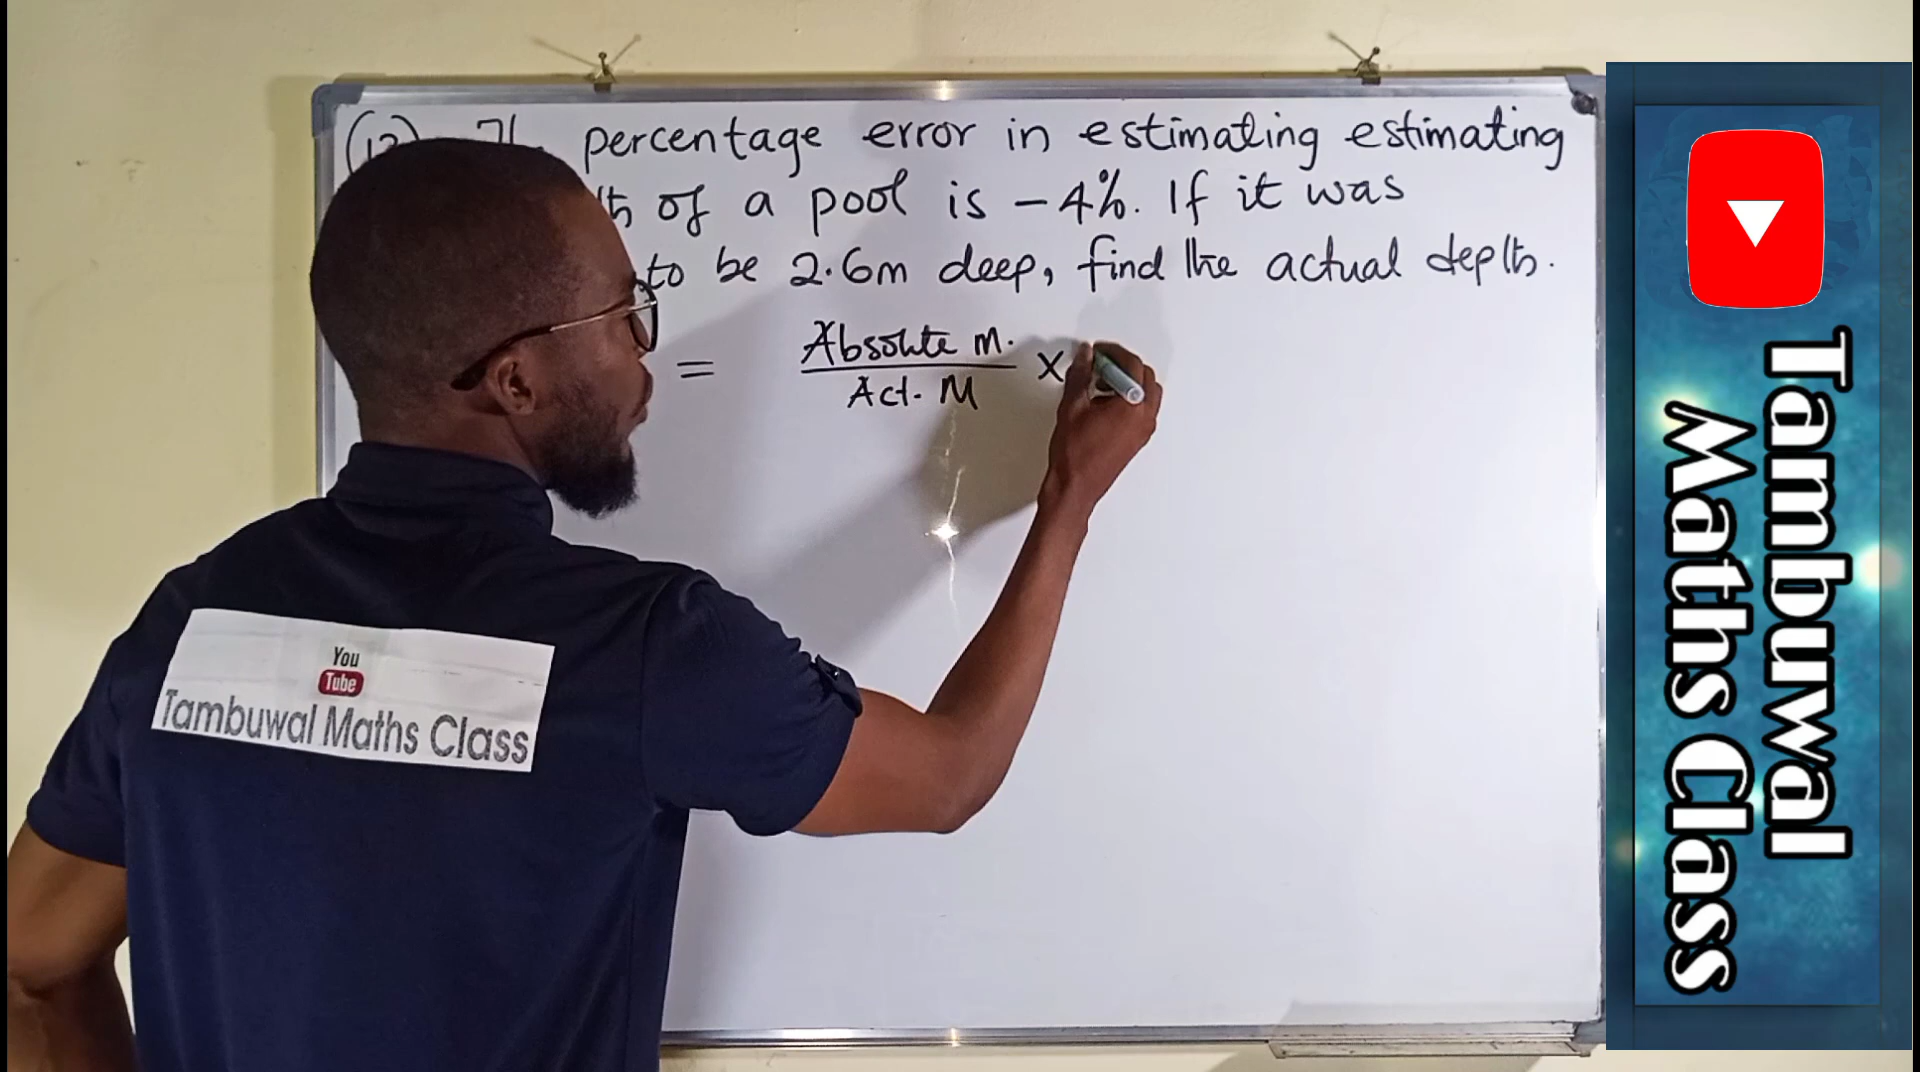 percentage error in estimating estimating
of a pool is -4%. If it was
to be 2.6m deep, find the actual depth.
= Absolute m. ×
Act. M
You
Tube
Tambuwal Maths Class
Tambuwal
Maths Class